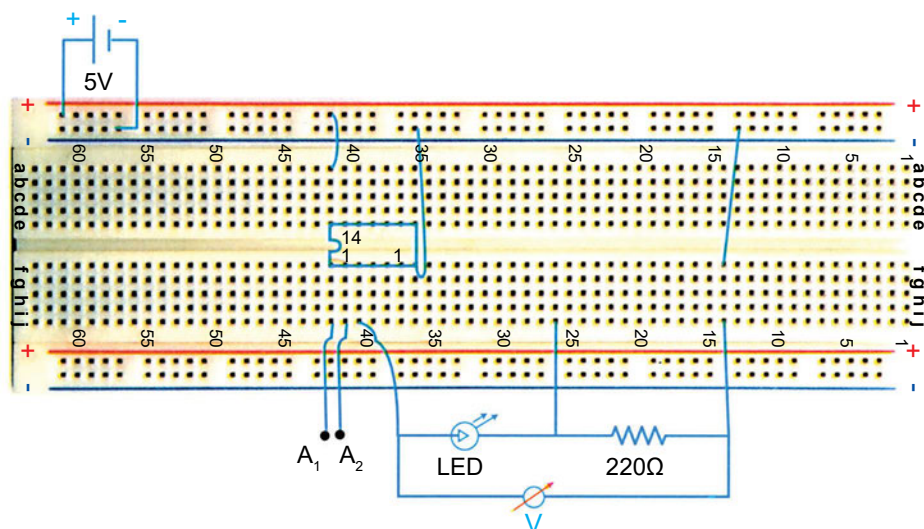 + -
5V
+ +
- -
60 55 50 45 40 35 30 25 20 15 10 5 1
a b c d e a b c d e
14
1 1
f g h i j f g h i j
60 55 50 45 40 35 30 25 20 15 10 5 1
+ +
- -
A1 A2 LED 220Ω
V